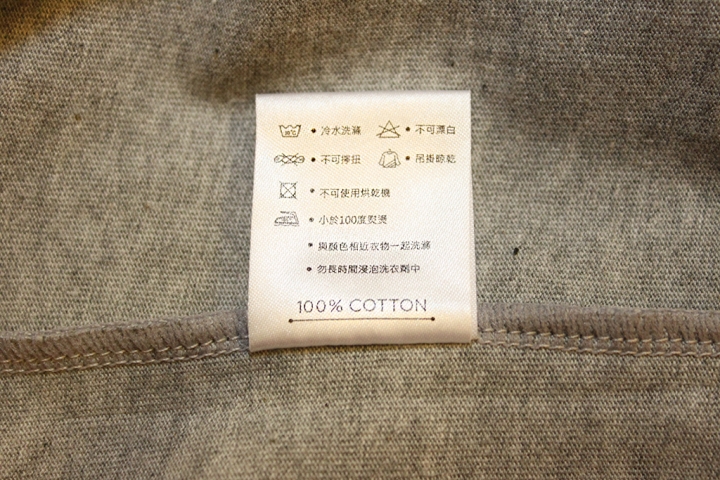 30°C • 冷水洗滌 • 不可漂白
• 不可擰扭 • 吊掛晾乾
• 不可使用烘乾機
• 小於100度熨燙
• 與顏色相近衣物一起洗滌
• 勿長時間浸泡洗衣劑中
100% COTTON